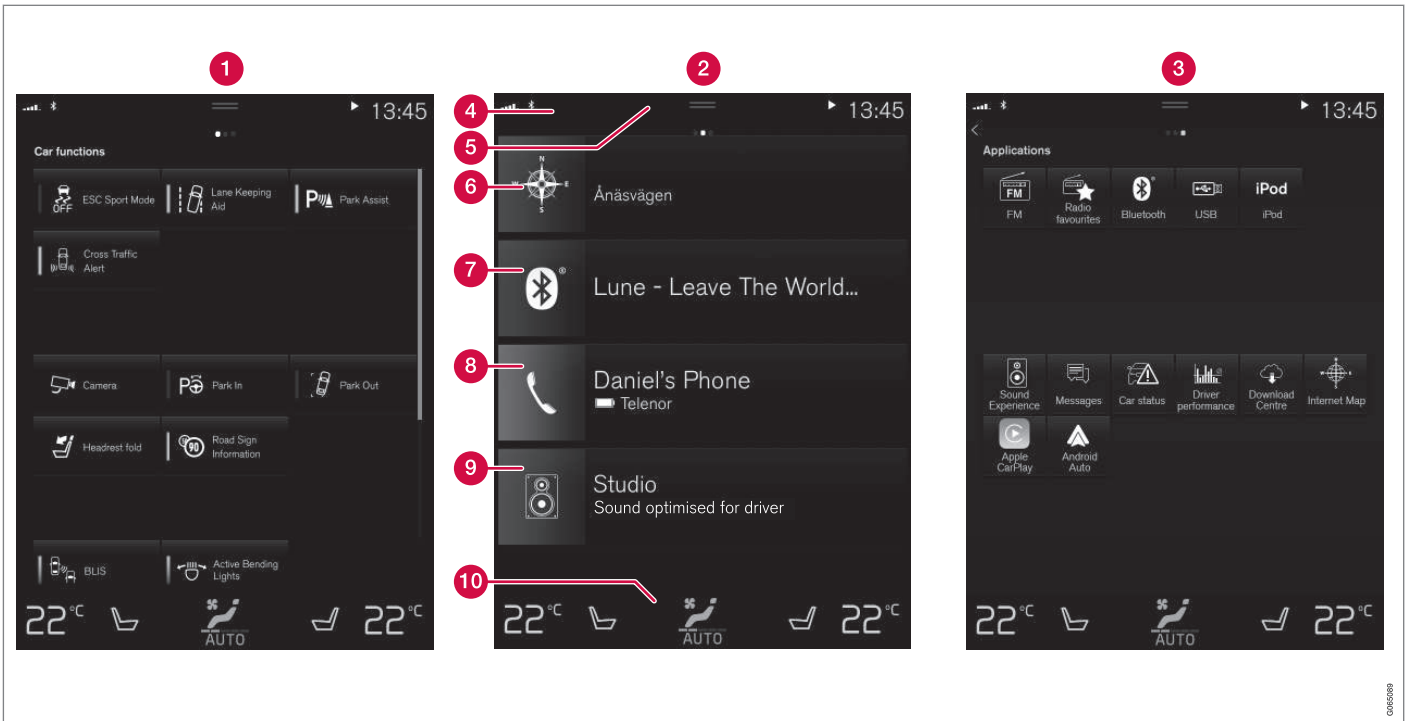 1
2
3
13:45
Car functions
ESC Sport Mode
OFF
Lane Keeping
Aid
P Park Assist
Cross Traffic
Alert
Camera
P Park In
Park Out
Headrest fold
90
Road Sign
Information
BLIS
Active Bending
Lights
22°C
AUTO
22°C
4
13:45
5
6
N
W E
S
Ånäsvägen
7
Lune - Leave The World...
8
Daniel's Phone
Telenor
9
Studio
Sound optimised for driver
10
22°C
AUTO
22°C
13:45
Applications
FM
FM
Radio
favourites
Bluetooth
USB
iPod
iPod
Sound
Experience
Messages
Car status
Driver
performance
Download
Centre
Internet Map
Apple
CarPlay
Android
Auto
22°C
AUTO
22°C
G065089